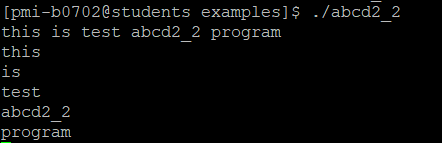 [pmi-b0702@students examples]$ ./abcd2_2
this is test abcd2_2 program
this
is
test
abcd2_2
program